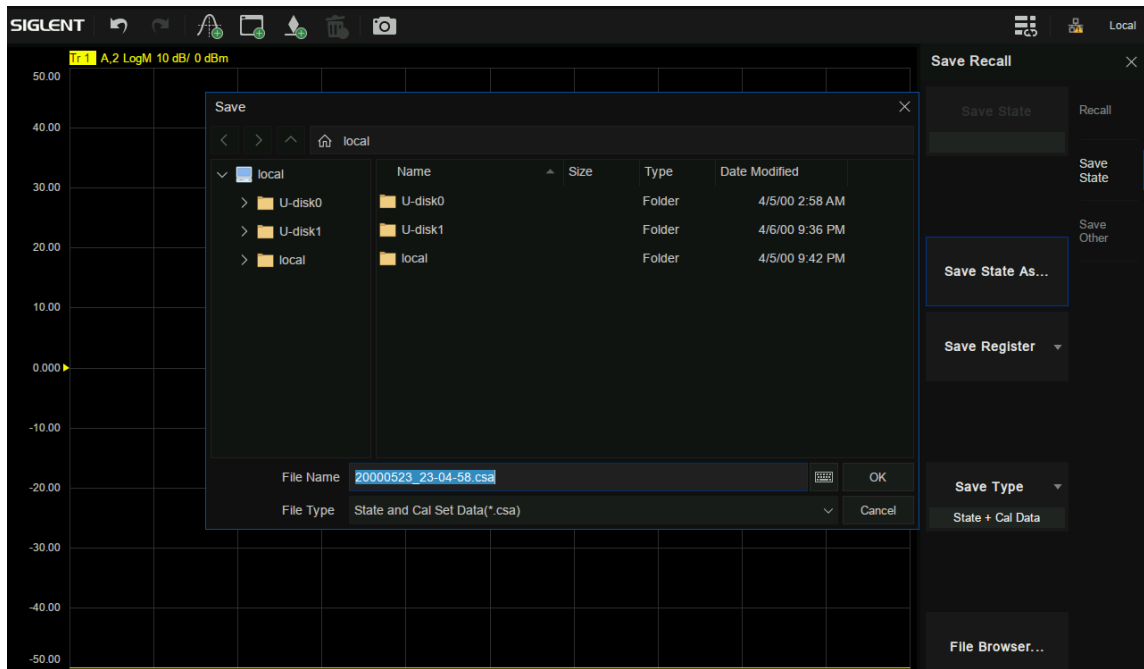 SIGLENT
Local
Tr 1 A,2 LogM 10 dB/ 0 dBm
50.00
40.00
30.00
20.00
10.00
0.000
-10.00
-20.00
-30.00
-40.00
-50.00
Save
local
local
U-disk0
U-disk1
local
Name Size Type Date Modified
U-disk0 Folder 4/5/00 2:58 AM
U-disk1 Folder 4/6/00 9:36 PM
local Folder 4/5/00 9:42 PM
File Name 20000523_23-04-58.csa OK
File Type State and Cal Set Data(*.csa) Cancel
Save Recall
Save State
Save State As...
Save Register
Save Type
State + Cal Data
File Browser...
Recall
Save
State
Save
Other